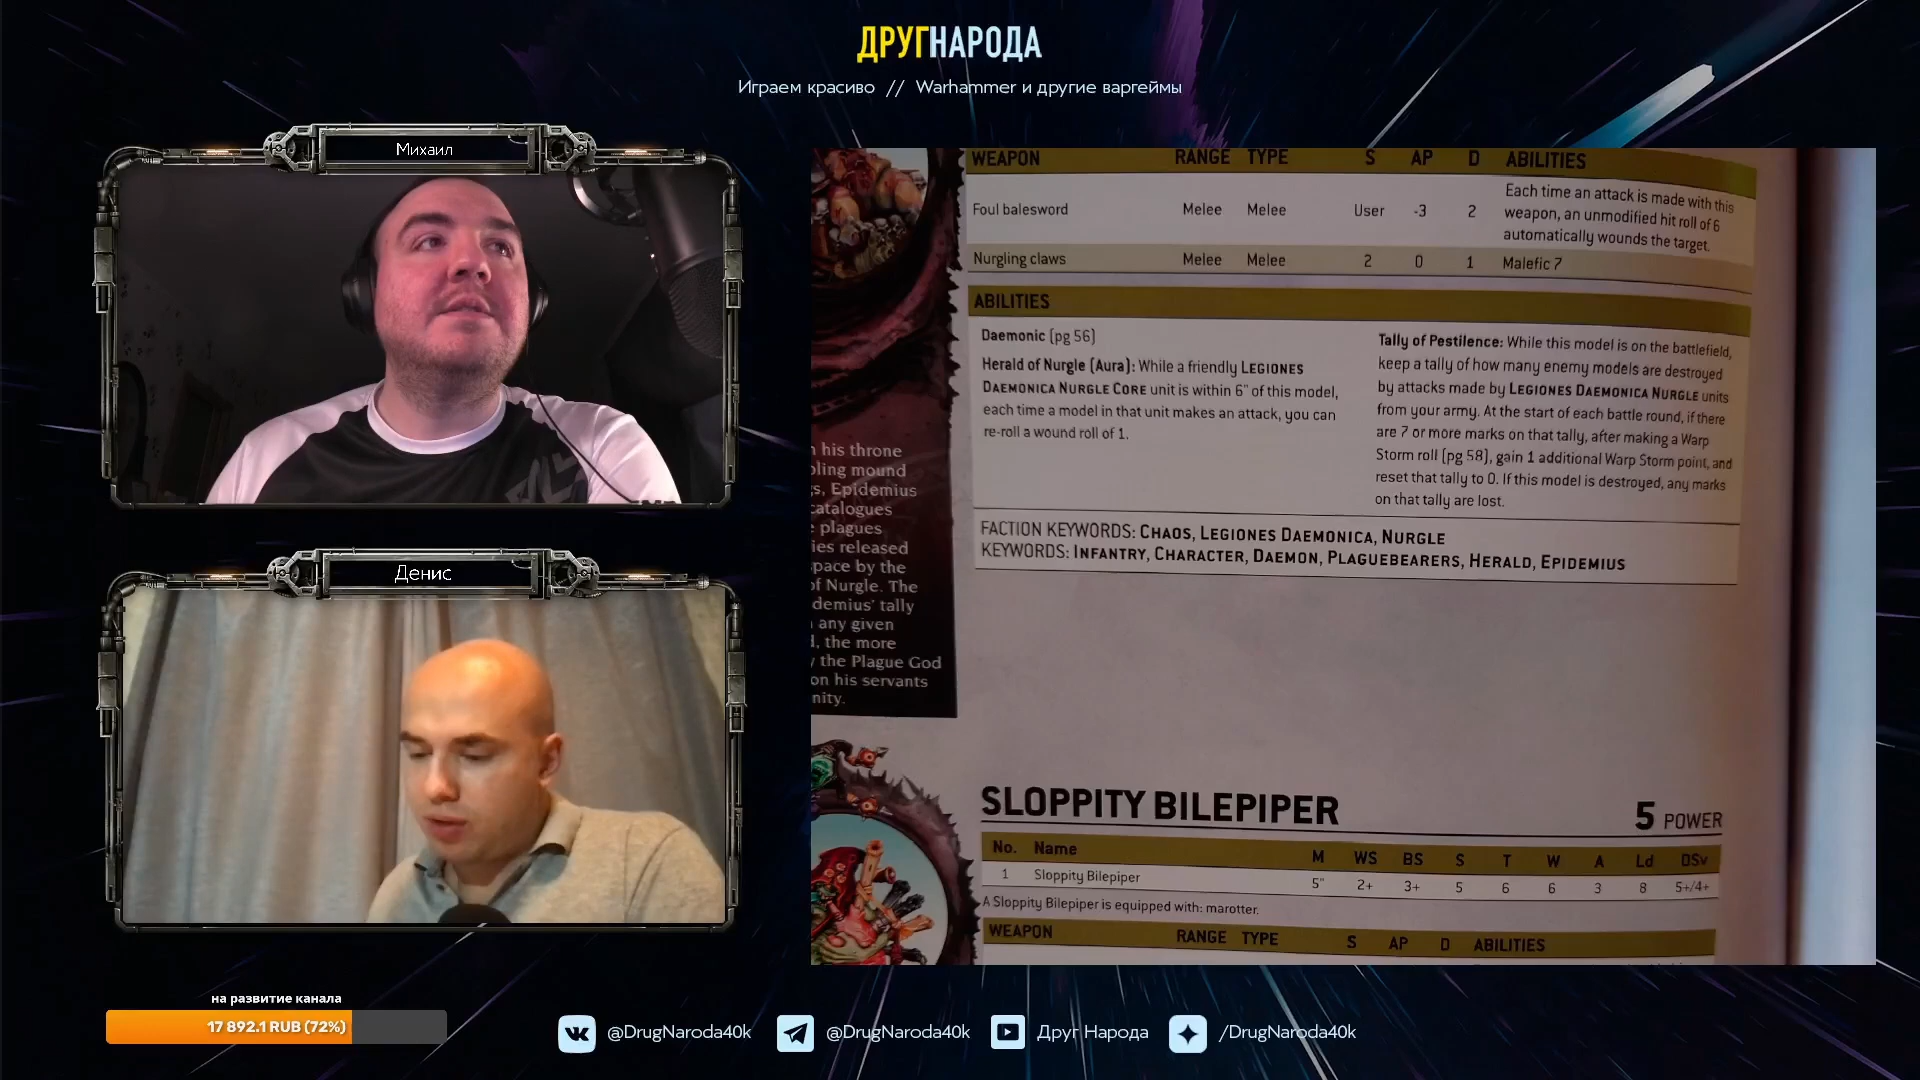 ДРУГНАРОДА
Играем красиво // Warhammer и другие варгеймы
Михаил
Денис
WEAPON RANGE TYPE S AP D ABILITIES
Foul balesword Melee Melee User -3 2 Each time an attack is made with this
weapon, an unmodified hit roll of 6
automatically wounds the target.
Nurgling claws Melee Melee 2 0 1 Malefic 7
ABILITIES
Daemonic (pg 56)
Herald of Nurgle (Aura): While a friendly LEGIONES
DAEMONICA NURGLE CORE unit is within 6" of this model,
each time a model in that unit makes an attack, you can
re-roll a wound roll of 1.
Tally of Pestilence: While this model is on the battlefield,
keep a tally of how many enemy models are destroyed
by attacks made by LEGIONES DAEMONICA NURGLE units
from your army. At the start of each battle round, if there
are 7 or more marks on that tally, after making a Warp
Storm roll (pg 58), gain 1 additional Warp Storm point, and
reset that tally to 0. If this model is destroyed, any marks
on that tally are lost.
FACTION KEYWORDS: CHAOS, LEGIONES DAEMONICA, NURGLE
KEYWORDS: INFANTRY, CHARACTER, DAEMON, PLAGUEBEARERS, HERALD, EPIDEMIUS
his throne
mound
Epidemius
catalogues
plagues
released
by the
of Nurgle. The
tally
any given
the more
the Plague God
on his servants
SLOPPITY BILEPIPER 5 POWER
No. Name M WS BS S T W A Ld DSv
1 Sloppity Bilepiper 5" 2+ 3+ 5 6 6 3 8 5+/4+
A Sloppity Bilepiper is equipped with: marotter.
WEAPON RANGE TYPE S AP D ABILITIES
на развитие канала
17 892.1 RUB (72%)
@DrugNaroda40k
@DrugNaroda40k
Друг Народа
/DrugNaroda40k